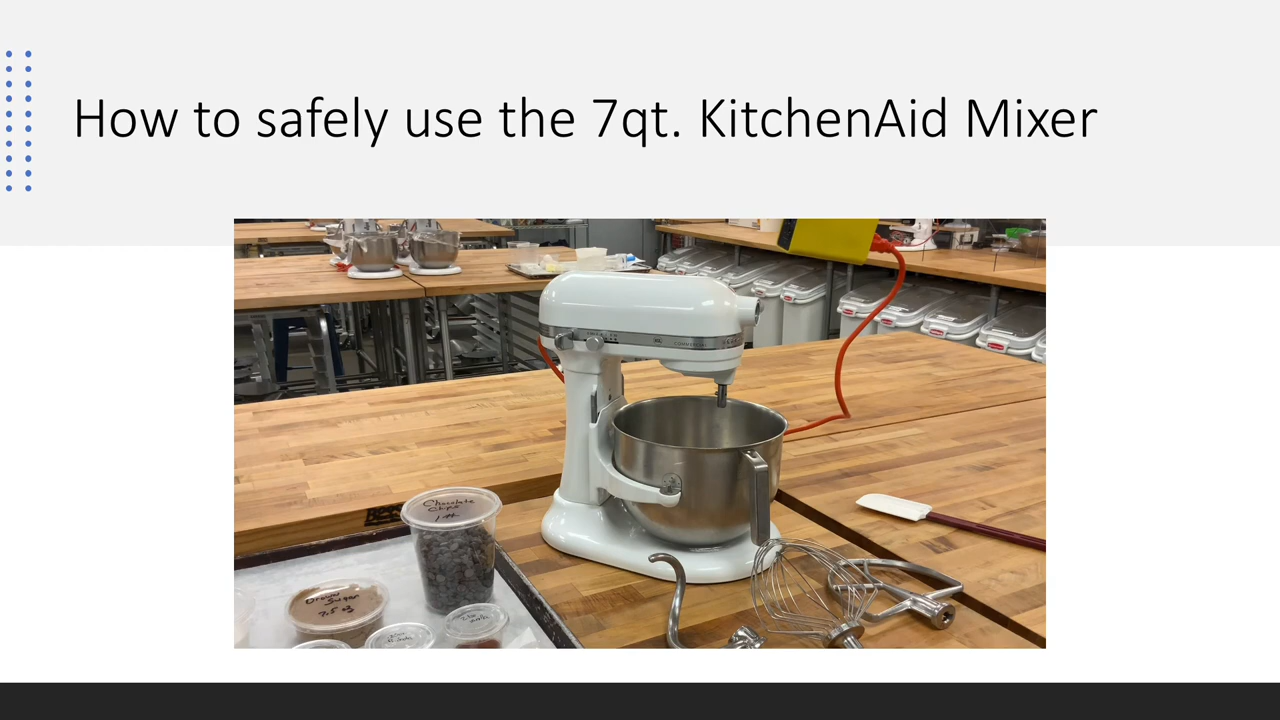 How to safely use the 7qt. KitchenAid Mixer
Chocolate
Chips
1#
Brown
Sugar
7.5 oz